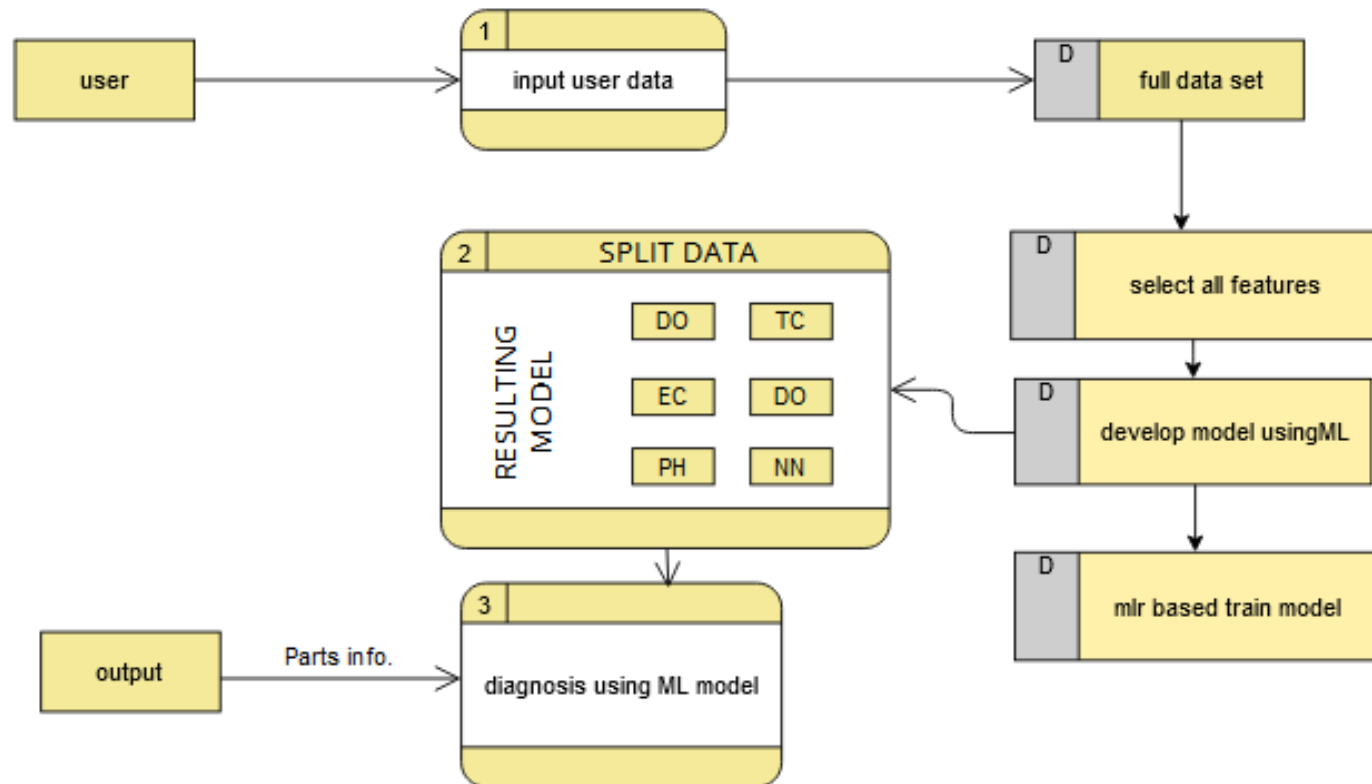 1
user
input user data
D
full data set
2
SPLIT DATA
D
select all features
RESULTING
MODEL
DO
TC
EC
DO
PH
NN
D
develop model usingML
D
mlr based train model
3
output
Parts info.
diagnosis using ML model